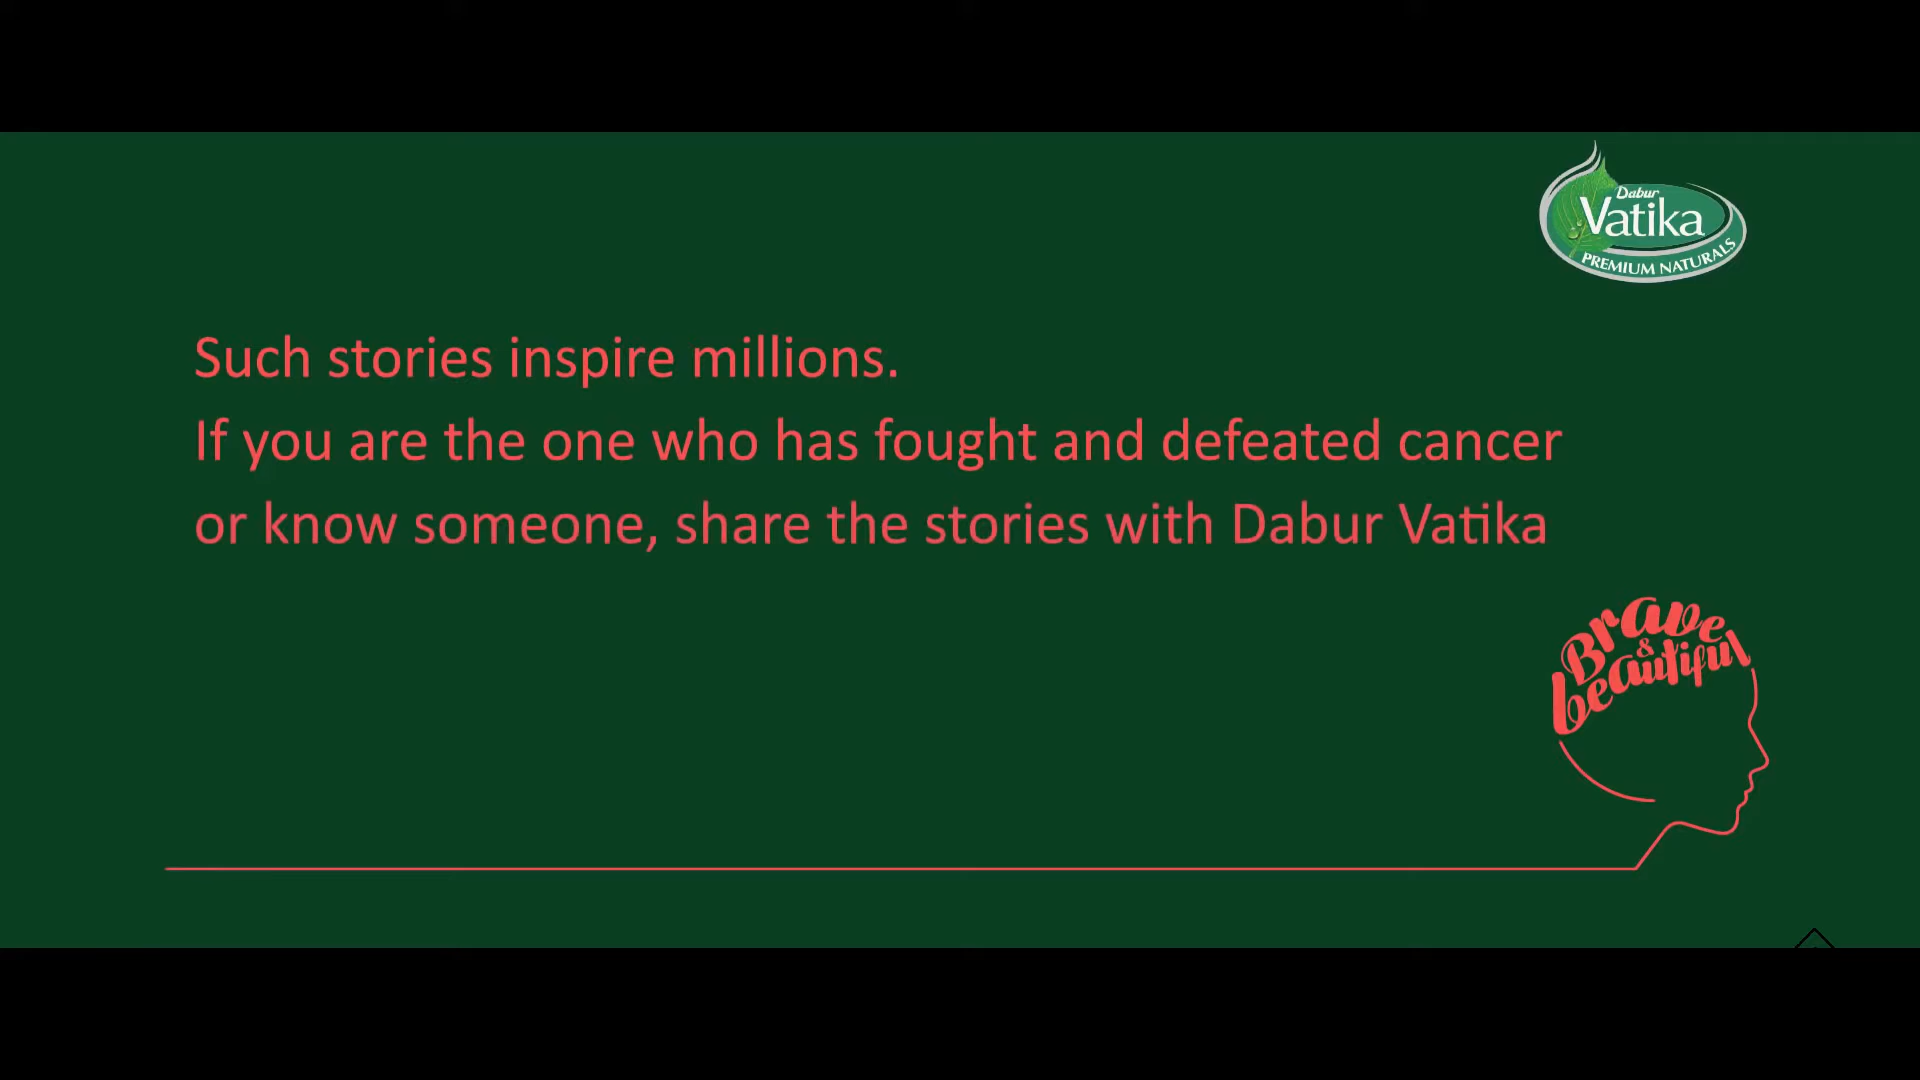 Dabur
Vatika
PREMIUM NATURALS
Such stories inspire millions.
If you are the one who has fought and defeated cancer
or know someone, share the stories with Dabur Vatika
Brave
&
beautiful